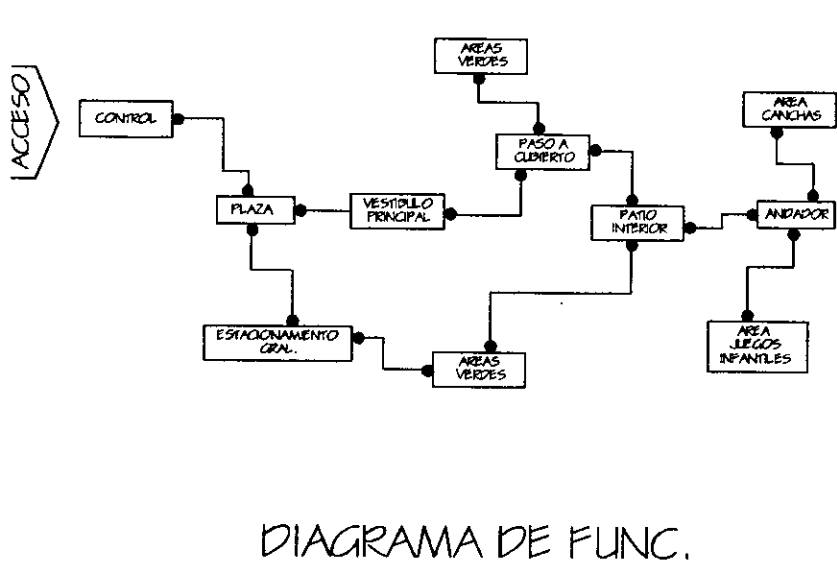 ACCESO
CONTROL
AREAS
VERDES
AREA
CANCHAS
PASO A
CUBIERTO
PLAZA
VESTIBULO
PRINCIPAL
PATIO
INTERIOR
ANDADOR
ESTACIONAMIENTO
GRAL.
AREAS
VERDES
AREA
JUEGOS
INFANTILES
DIAGRAMA DE FUNC.